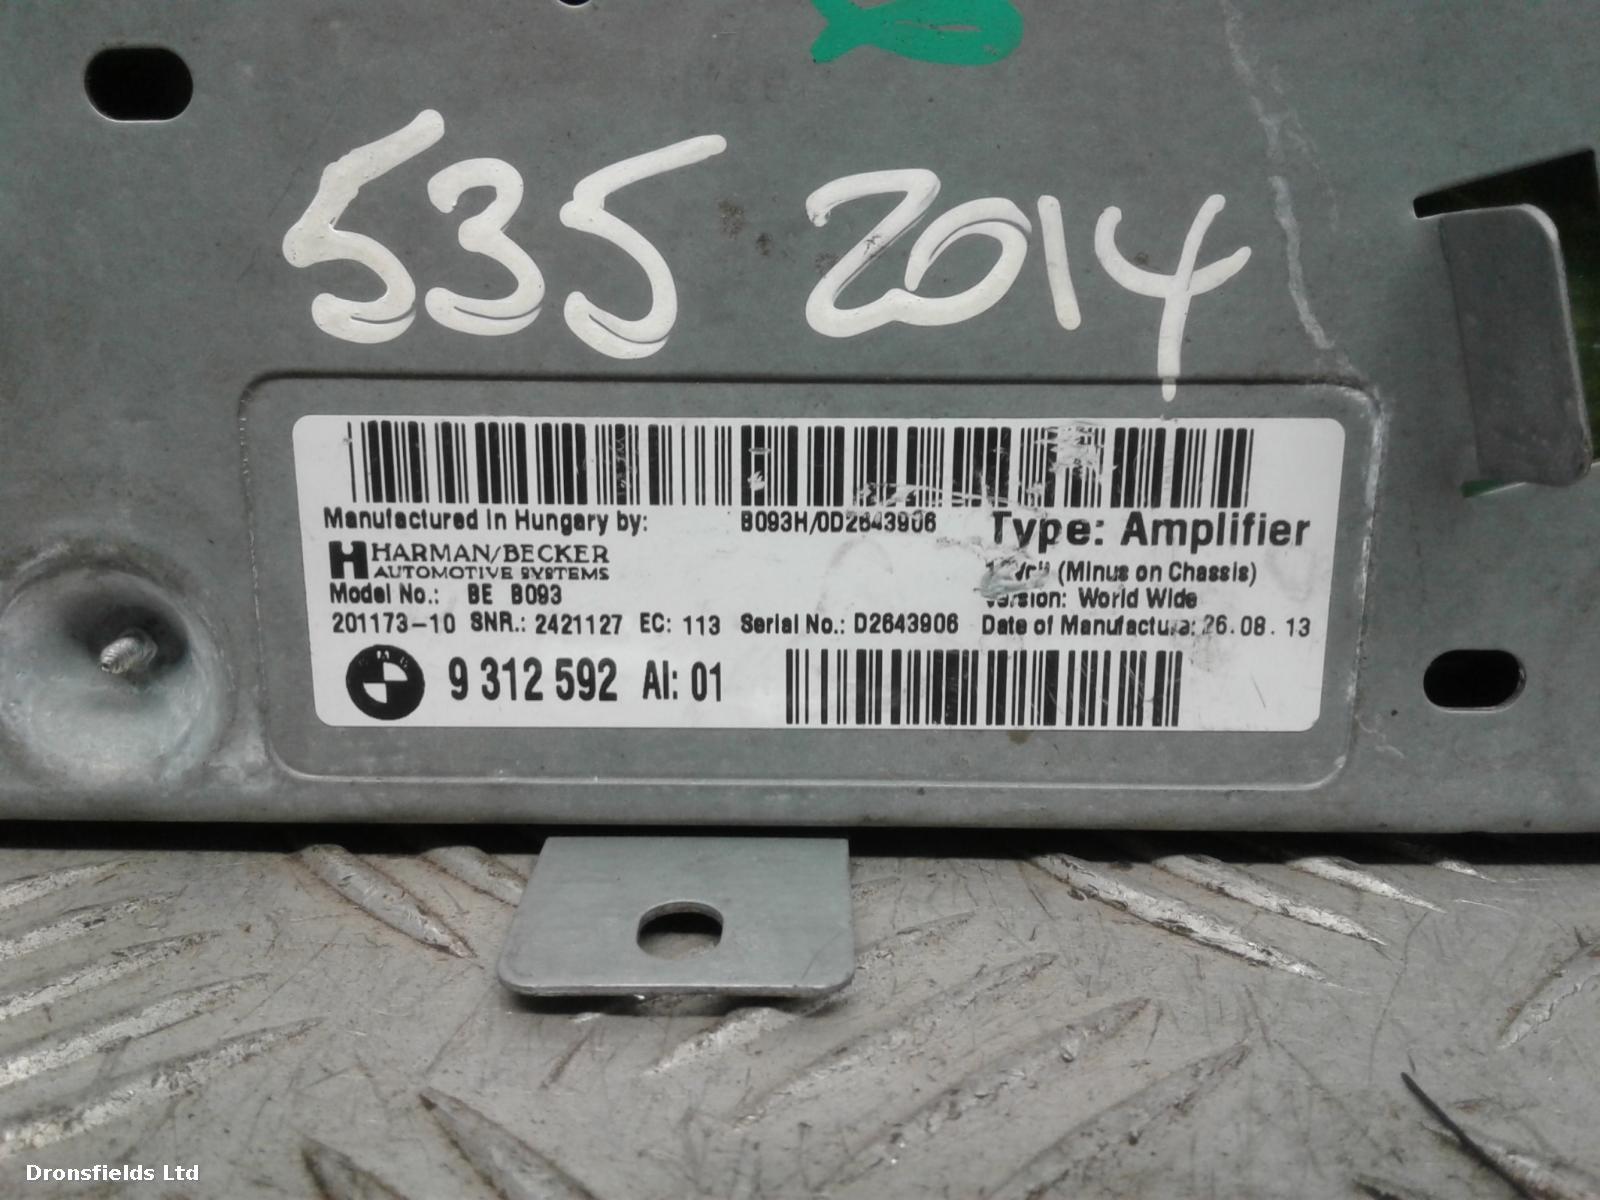 535 2014
B093H/0D2643906
Manufactured in Hungary by:
Type: Amplifier
HARMAN/BECKER
AUTOMOTIVE SYSTEMS
(Minus on Chassis)
Model No.: BE B093
Version: World Wide
201173-10 SNR.: 2421127 EC: 113 Serial No.: D2643906 Date of Manufacture: 26.08.13
9 312 592 AI: 01
Dronsfields Ltd